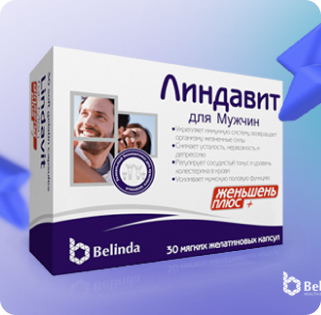 Линдавит
для Мужчин
• Укрепляет иммунную систему, возвращает
организму жизненные силы
• Снимает усталость, нервозность и
депрессию
• Регулирует сосудистый тонус и уровень
холестерина в крови
• Усиливает мужскую половую функцию
ЖЕНЬШЕНЬ
ПЛЮС +
Belinda
30 мягких желатиновых капсул
Lindavit